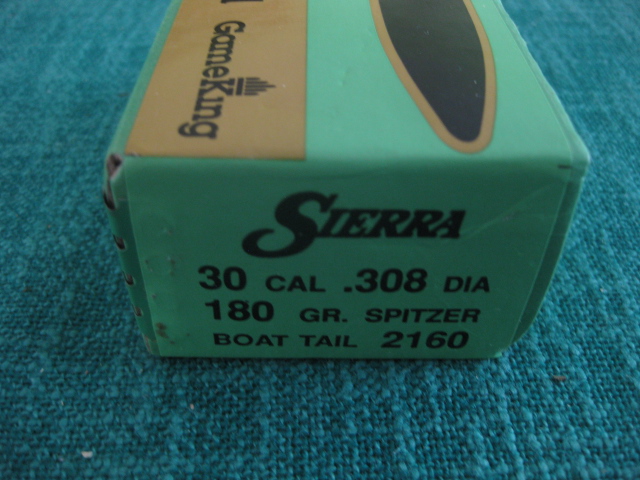 GameKing
SIERRA
30 CAL .308 DIA
180 GR. SPITZER
BOAT TAIL 2160